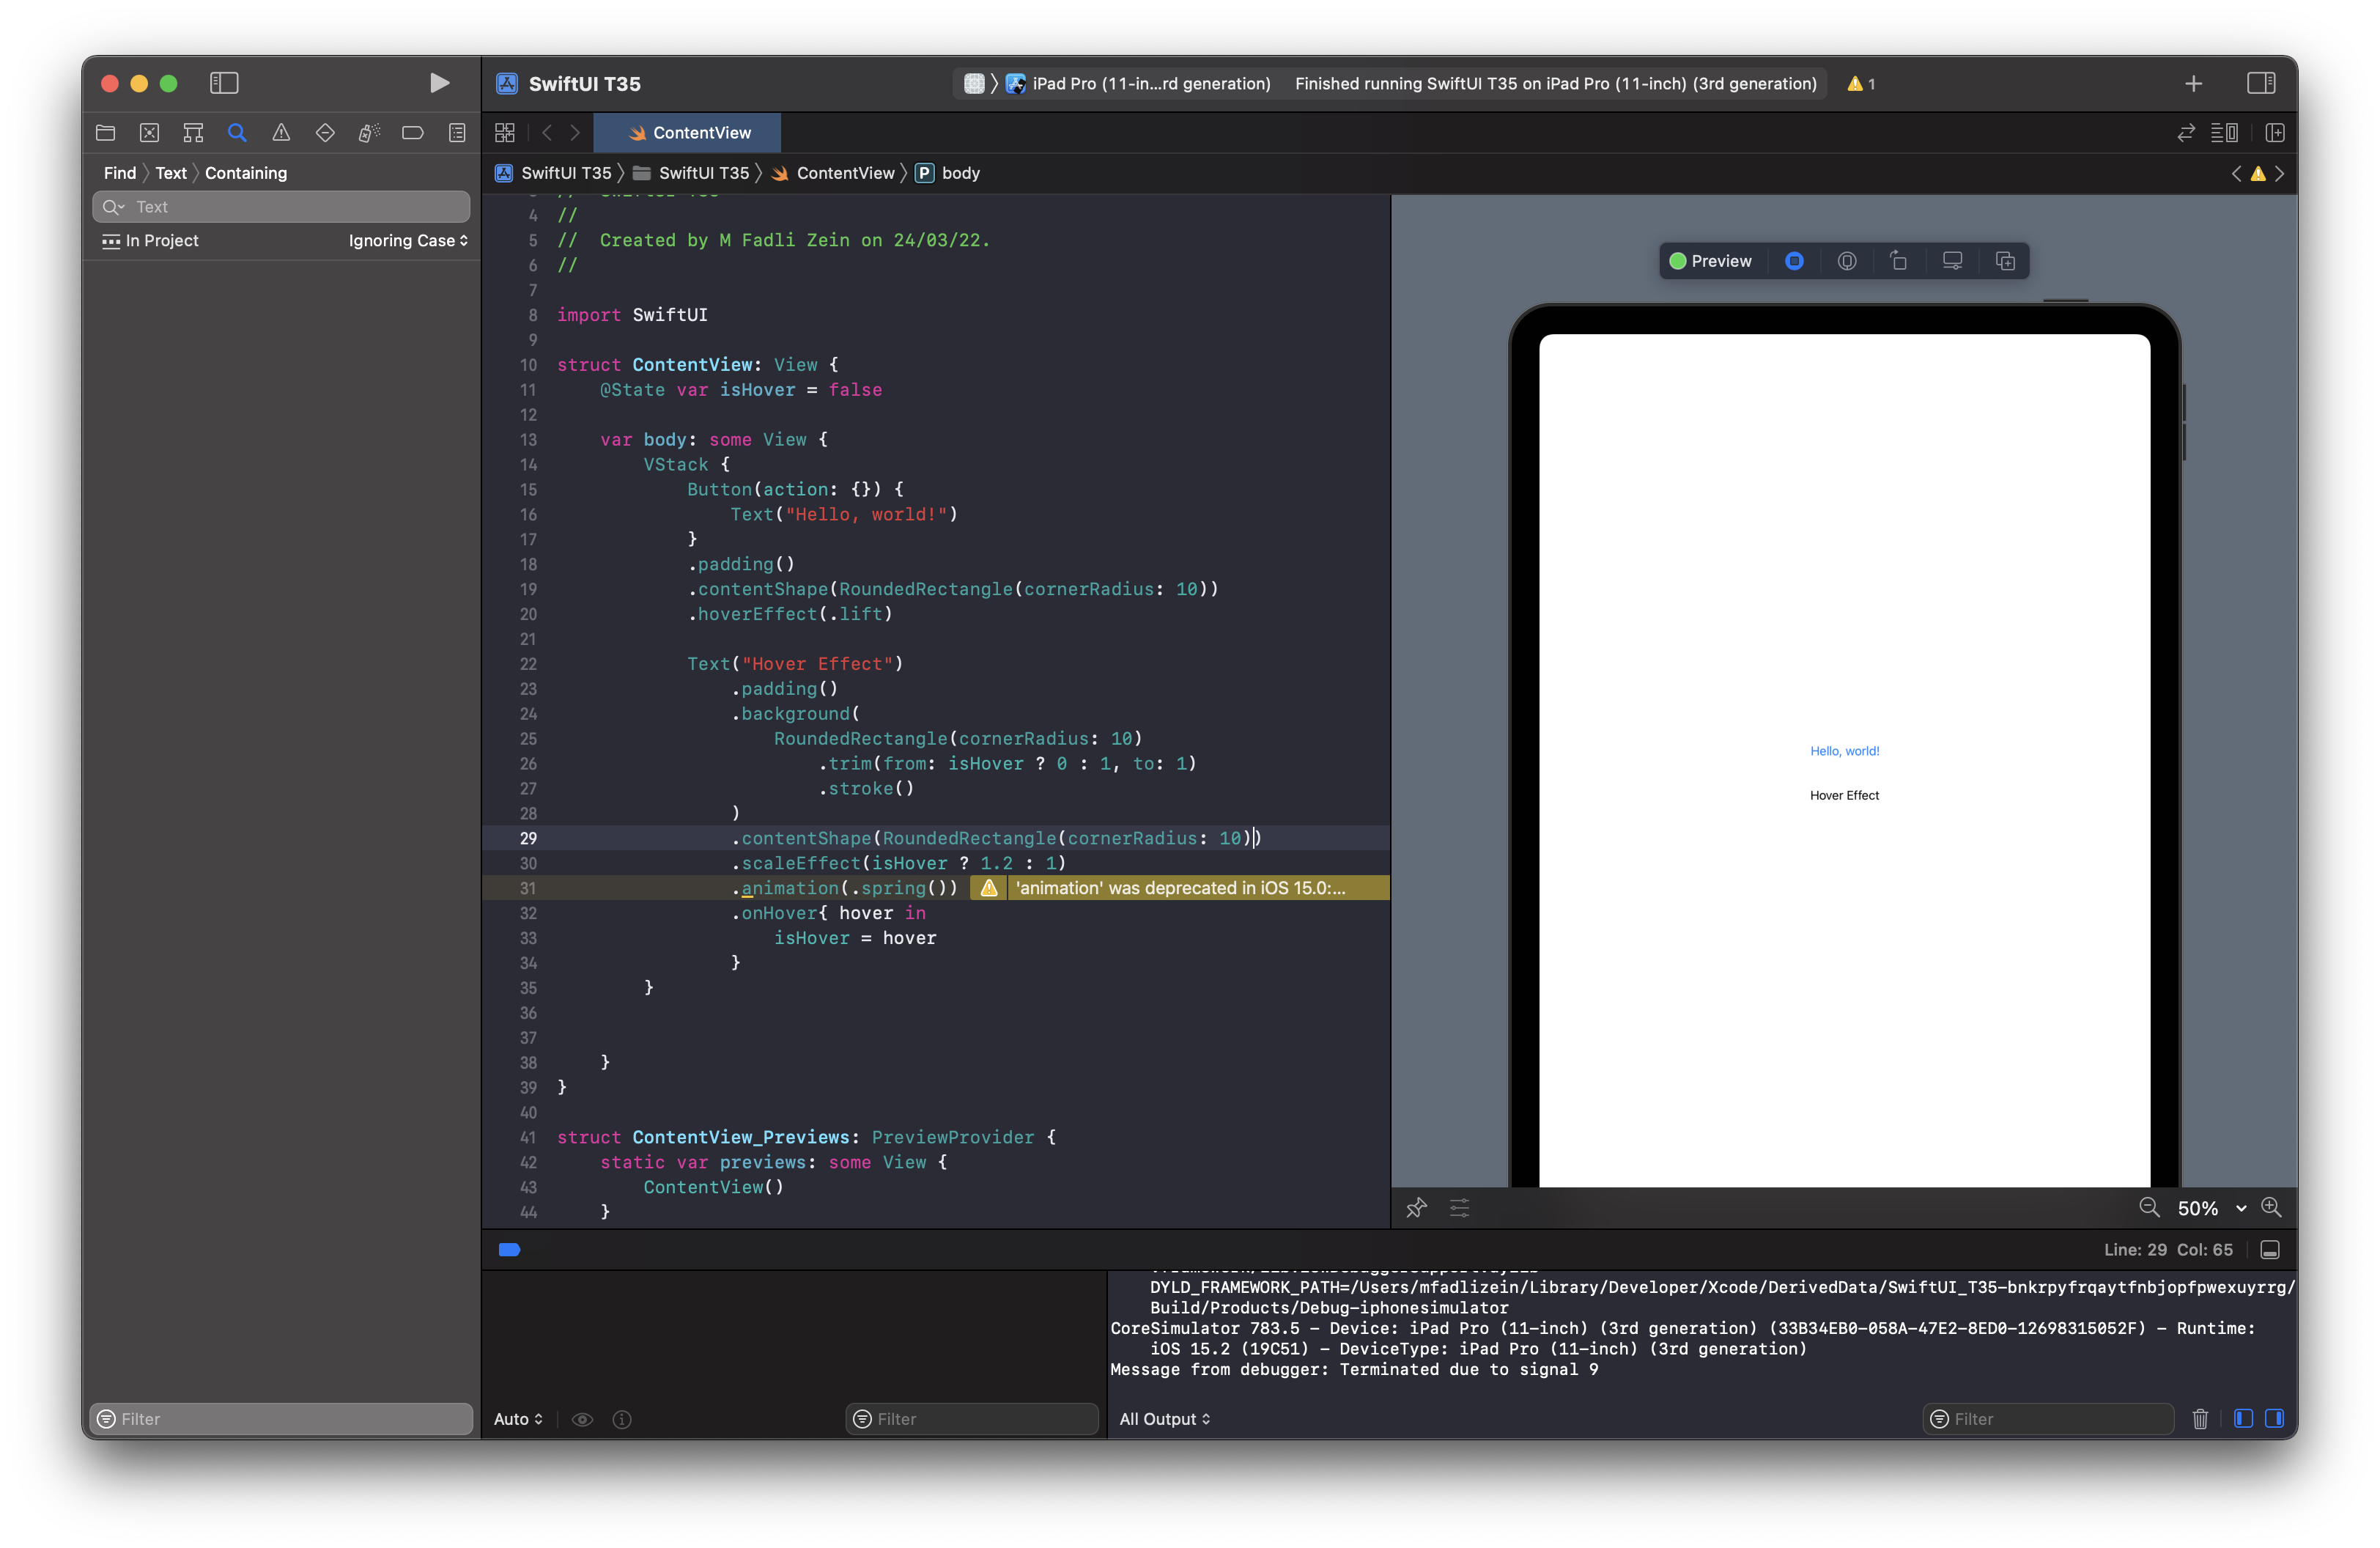 SwiftUI T35
iPad Pro (11-in...rd generation)
Finished running SwiftUI T35 on iPad Pro (11-inch) (3rd generation)
1
ContentView
Find
Text
Containing
SwiftUI T35
SwiftUI T35
ContentView
P
body
Text
In Project
Ignoring Case
4 //
5 //  Created by M Fadli Zein on 24/03/22.
6 //
7
8 import SwiftUI
9
10 struct ContentView: View {
11     @State var isHover = false
12
13     var body: some View {
14         VStack {
15             Button(action: {}) {
16                 Text("Hello, world!")
17             }
18             .padding()
19             .contentShape(RoundedRectangle(cornerRadius: 10))
20             .hoverEffect(.lift)
21
22             Text("Hover Effect")
23                 .padding()
24                 .background(
25                     RoundedRectangle(cornerRadius: 10)
26                         .trim(from: isHover ? 0 : 1, to: 1)
27                         .stroke()
28                 )
29                 .contentShape(RoundedRectangle(cornerRadius: 10))
30                 .scaleEffect(isHover ? 1.2 : 1)
31                 .animation(.spring()) 'animation' was deprecated in iOS 15.0:...
32                 .onHover{ hover in
33                     isHover = hover
34                 }
35         }
36
37
38     }
39 }
40
41 struct ContentView_Previews: PreviewProvider {
42     static var previews: some View {
43         ContentView()
44     }
Preview
Hello, world!
Hover Effect
50%
Line: 29 Col: 65
DYLD_FRAMEWORK_PATH=/Users/mfadlizein/Library/Developer/Xcode/DerivedData/SwiftUI_T35-bnkrpyfrqaytfnbjopfpwexuyrrg/
Build/Products/Debug-iphonesimulator
CoreSimulator 783.5 - Device: iPad Pro (11-inch) (3rd generation) (33B34EB0-058A-47E2-8ED0-12698315052F) - Runtime:
iOS 15.2 (19C51) - DeviceType: iPad Pro (11-inch) (3rd generation)
Message from debugger: Terminated due to signal 9
Filter
Auto
Filter
All Output
Filter